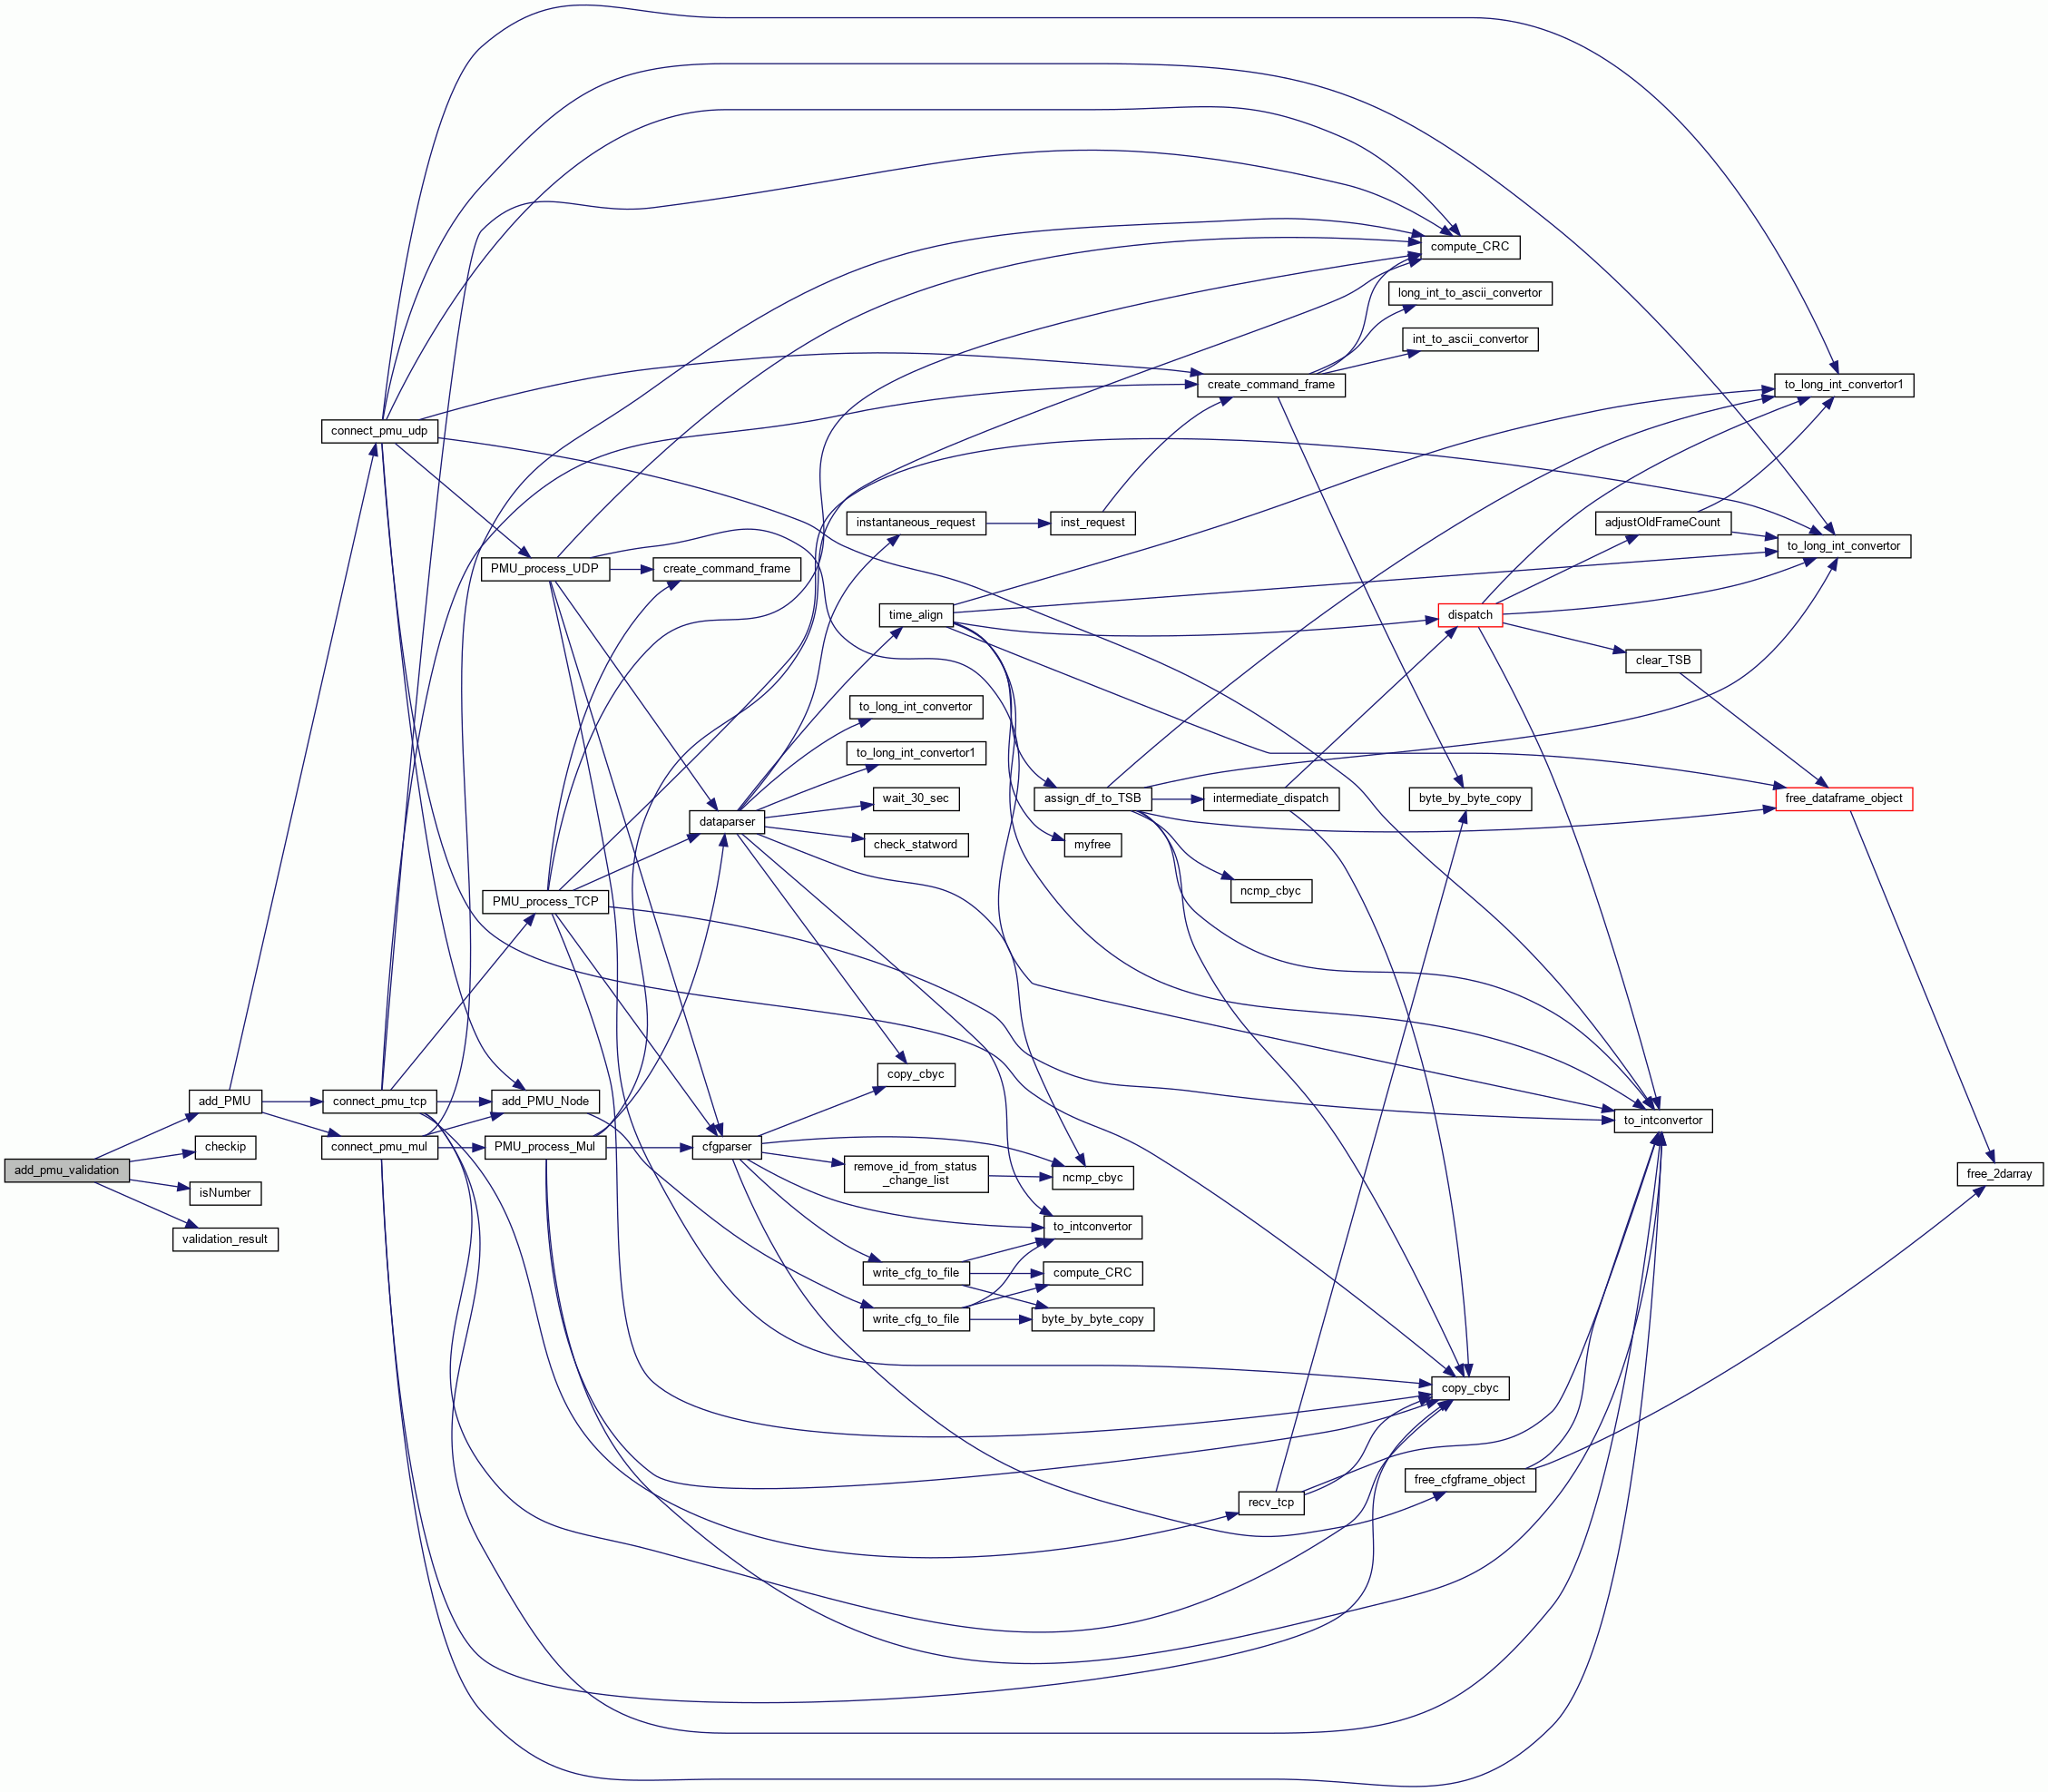 compute_CRC
long_int_to_ascii_convertor
int_to_ascii_convertor
create_command_frame
to_long_int_convertor1
connect_pmu_udp
instantaneous_request
inst_request
adjustOldFrameCount
to_long_int_convertor
PMU_process_UDP
create_command_frame
time_align
dispatch
clear_TSB
to_long_int_convertor
to_long_int_convertor1
wait_30_sec
assign_df_to_TSB
intermediate_dispatch
byte_by_byte_copy
free_dataframe_object
dataparser
check_statword
myfree
ncmp_cbyc
PMU_process_TCP
copy_cbyc
add_PMU
connect_pmu_tcp
add_PMU_Node
to_intconvertor
checkip
connect_pmu_mul
PMU_process_Mul
cfgparser
add_pmu_validation
remove_id_from_status
_change_list
ncmp_cbyc
free_2darray
isNumber
validation_result
to_intconvertor
write_cfg_to_file
compute_CRC
write_cfg_to_file
byte_by_byte_copy
copy_cbyc
free_cfgframe_object
recv_tcp